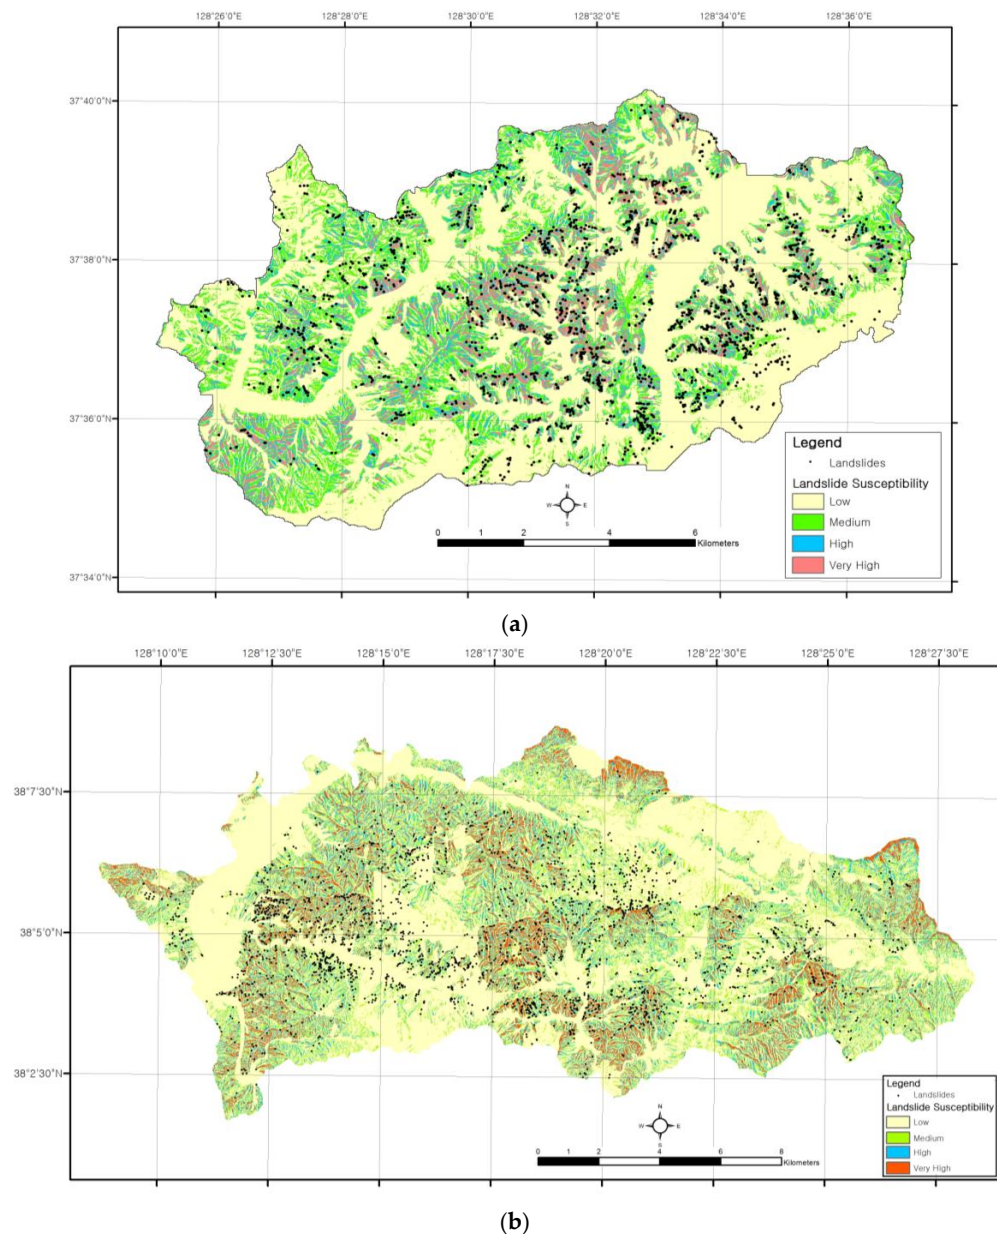 128°26'0"E 128°28'0"E 128°30'0"E 128°32'0"E 128°34'0"E 128°36'0"E
37°40'0"N
37°38'0"N
37°36'0"N
37°34'0"N
N
W E
S
0 1 2 4 6
Kilometers
Legend
Landslides
Landslide Susceptibility
Low
Medium
High
Very High
(a)
128°10'0"E 128°12'30"E 128°15'0"E 128°17'30"E 128°20'0"E 128°22'30"E 128°25'0"E 128°27'30"E
38°7'30"N
38°5'0"N
38°2'30"N
N
W E
S
0 1 2 4 6 8
Kilometers
Legend
Landslides
Landslide Susceptibility
Low
Medium
High
Very High
(b)